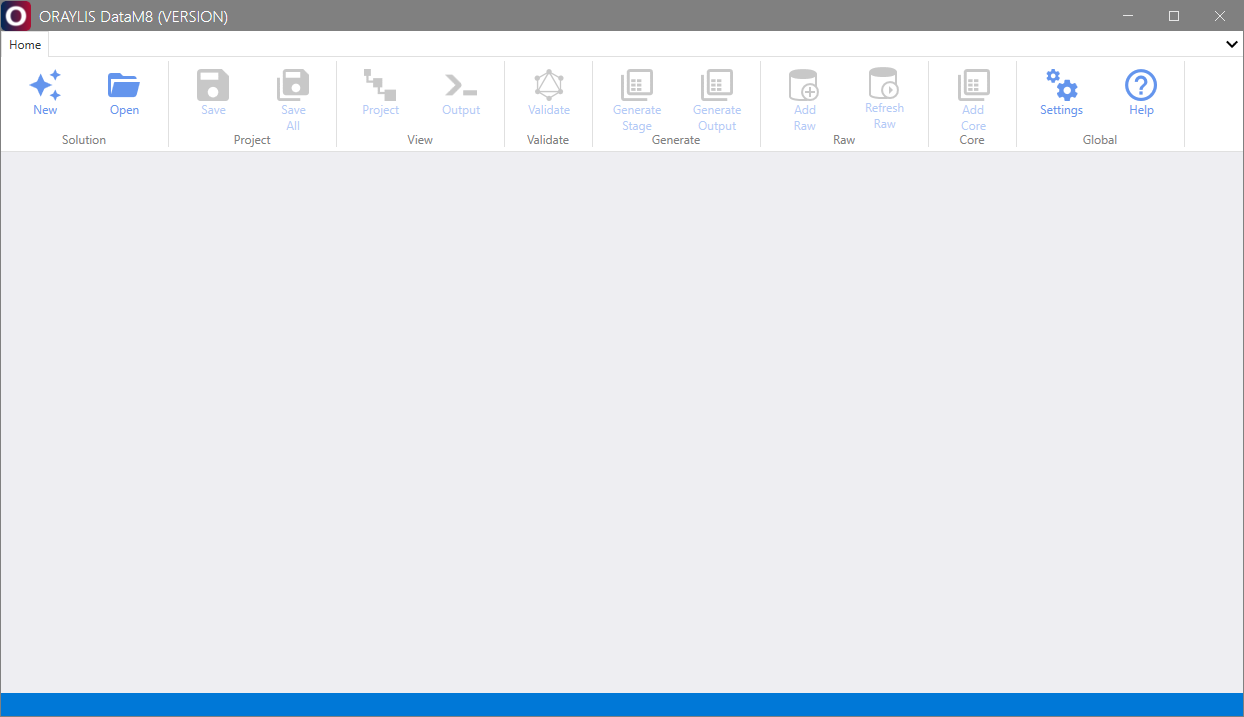 ORAYLIS DataM8 (VERSION)
Home
New
Open
Solution
Save
Save
All
Project
Project
Output
View
Validate
Validate
Generate
Stage
Generate
Output
Generate
Add
Raw
Refresh
Raw
Raw
Add
Core
Core
Settings
Help
Global